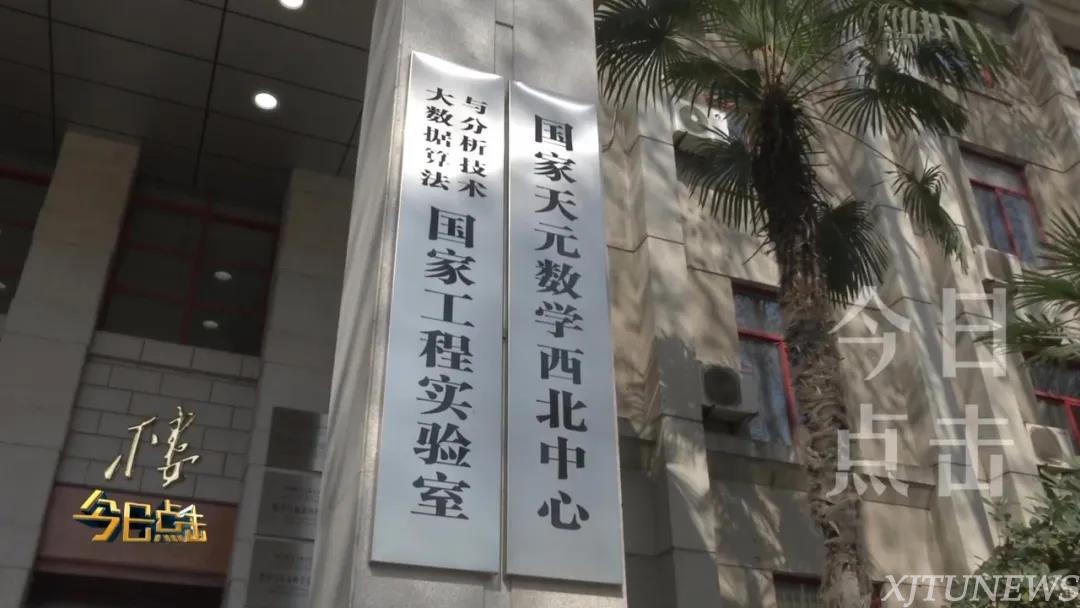 大数据算法
与分析技术
国家工程实验室
国家天元数学西北中心
楼
今日点击
今日
点击
XJTUNEWS